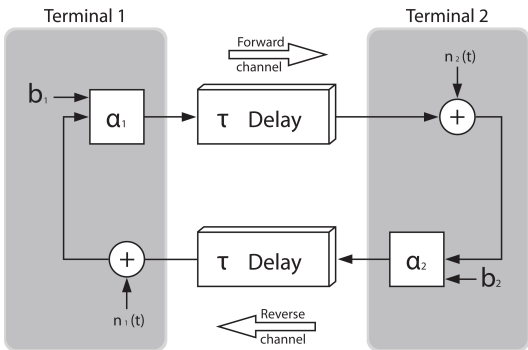 Terminal 1
Terminal 2
Forward
channel
n₂(t)
b₁
α₁
τ Delay
+
+
τ Delay
α₂
b₂
n₁(t)
Reverse
channel